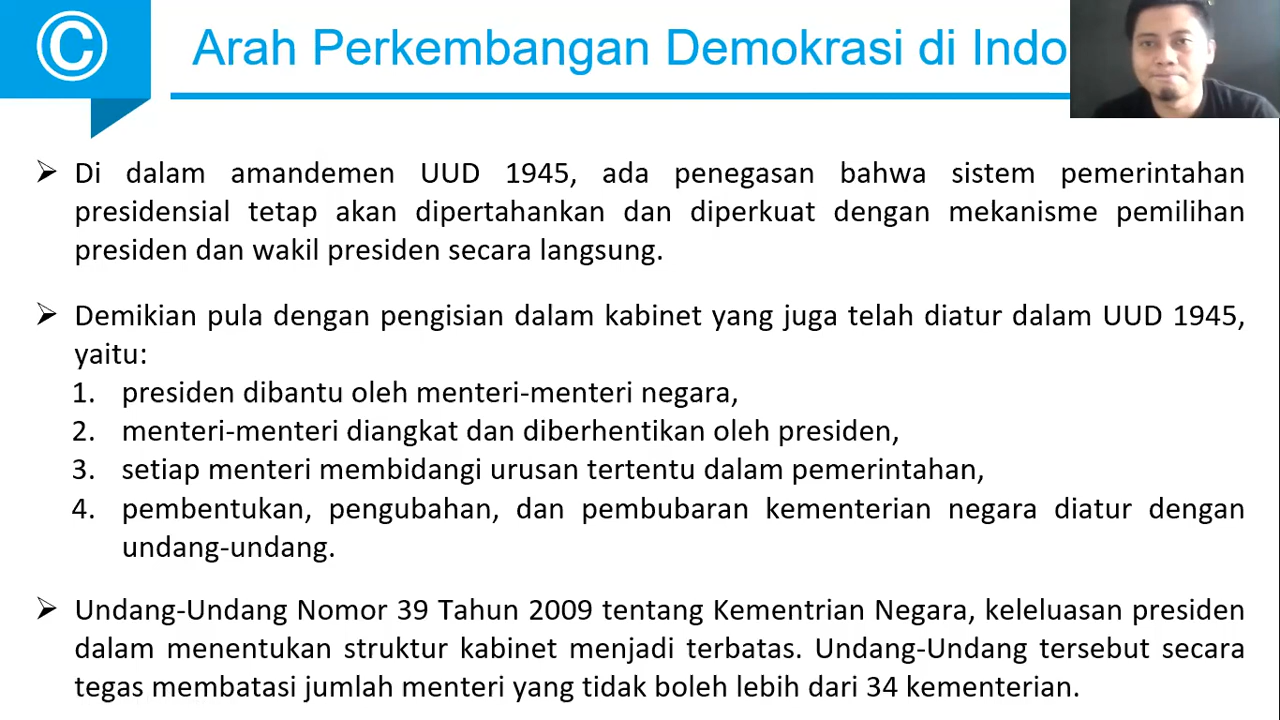 ©
Arah Perkembangan Demokrasi di Indo
➢ Di dalam amandemen UUD 1945, ada penegasan bahwa sistem pemerintahan
presidensial tetap akan dipertahankan dan diperkuat dengan mekanisme pemilihan
presiden dan wakil presiden secara langsung.
➢ Demikian pula dengan pengisian dalam kabinet yang juga telah diatur dalam UUD 1945,
yaitu:
1. presiden dibantu oleh menteri-menteri negara,
2. menteri-menteri diangkat dan diberhentikan oleh presiden,
3. setiap menteri membidangi urusan tertentu dalam pemerintahan,
4. pembentukan, pengubahan, dan pembubaran kementerian negara diatur dengan
undang-undang.
➢ Undang-Undang Nomor 39 Tahun 2009 tentang Kementrian Negara, keleluasan presiden
dalam menentukan struktur kabinet menjadi terbatas. Undang-Undang tersebut secara
tegas membatasi jumlah menteri yang tidak boleh lebih dari 34 kementerian.